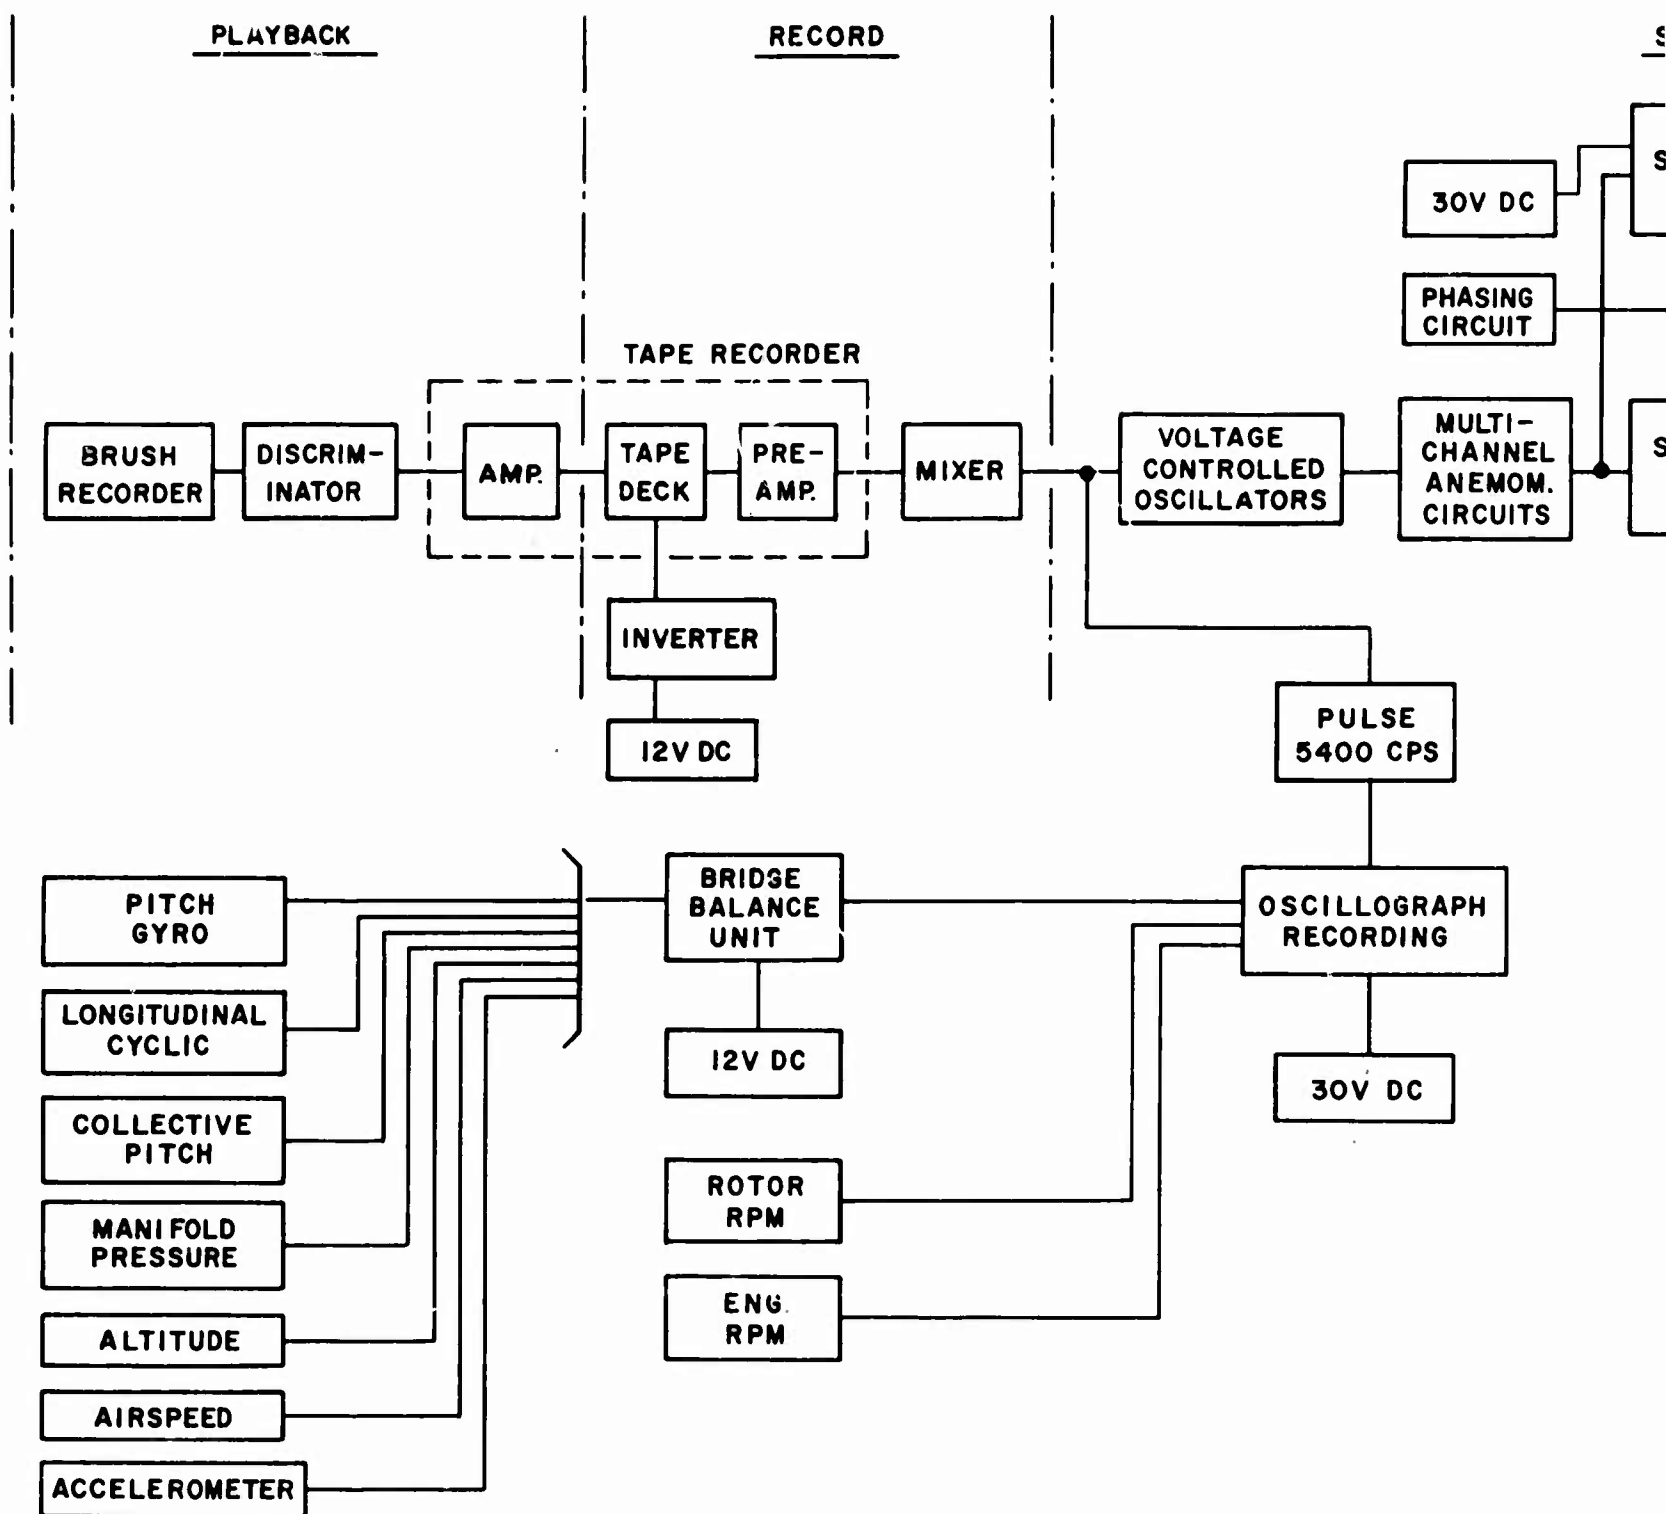 PLAYBACK
RECORD
S
S
30V DC
PHASING
CIRCUIT
TAPE RECORDER
BRUSH
RECORDER
DISCRIM-
INATOR
AMP.
TAPE
DECK
PRE-
AMP.
MIXER
VOLTAGE
CONTROLLED
OSCILLATORS
MULTI-
CHANNEL
ANEMOM.
CIRCUITS
S
INVERTER
12V DC
PULSE
5400 CPS
PITCH
GYRO
BRIDGE
BALANCE
UNIT
OSCILLOGRAPH
RECORDING
LONGITUDINAL
CYCLIC
12V DC
30V DC
COLLECTIVE
PITCH
ROTOR
RPM
MANIFOLD
PRESSURE
ENG.
RPM
ALTITUDE
AIRSPEED
ACCELEROMETER